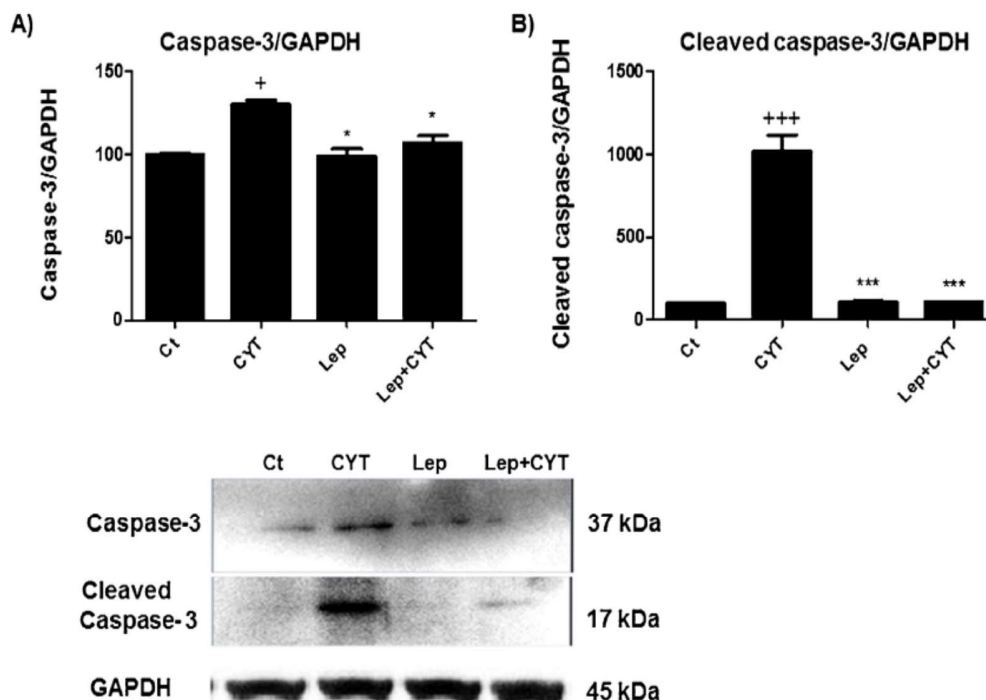 A)
Caspase-3/GAPDH
Caspase-3/GAPDH
150
100
50
0
+
*
*
Ct
CYT
Lep
Lep+CYT
B)
Cleaved caspase-3/GAPDH
Cleaved caspase-3/GAPDH
1500
1000
500
0
+++
***
***
Ct
CYT
Lep
Lep+CYT
Ct CYT Lep Lep+CYT
Caspase-3 37 kDa
Cleaved
Caspase-3 17 kDa
GAPDH 45 kDa